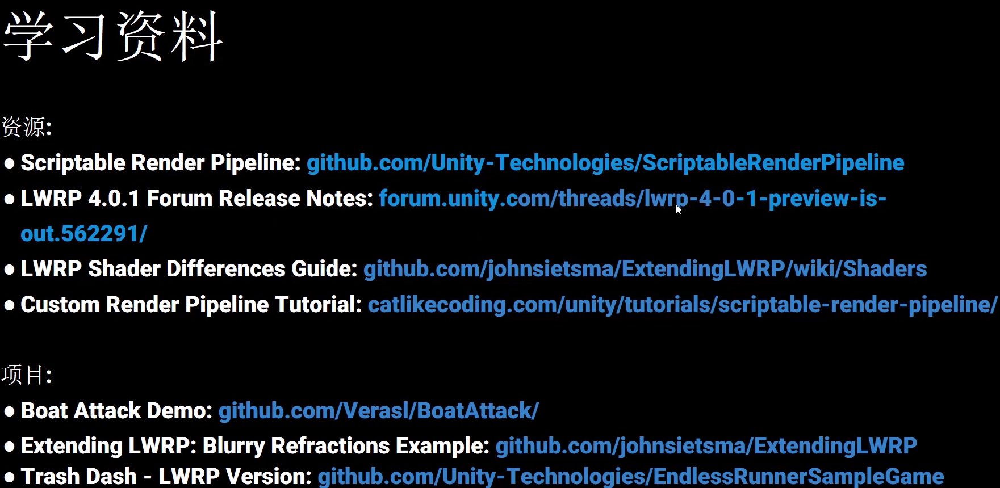 学习资料
资源:
● Scriptable Render Pipeline: github.com/Unity-Technologies/ScriptableRenderPipeline
● LWRP 4.0.1 Forum Release Notes: forum.unity.com/threads/lwrp-4-0-1-preview-is-
out.562291/
● LWRP Shader Differences Guide: github.com/johnsietsma/ExtendingLWRP/wiki/Shaders
● Custom Render Pipeline Tutorial: catlikecoding.com/unity/tutorials/scriptable-render-pipeline/
项目:
● Boat Attack Demo: github.com/Verasl/BoatAttack/
● Extending LWRP: Blurry Refractions Example: github.com/johnsietsma/ExtendingLWRP
● Trash Dash - LWRP Version: github.com/Unity-Technologies/EndlessRunnerSampleGame